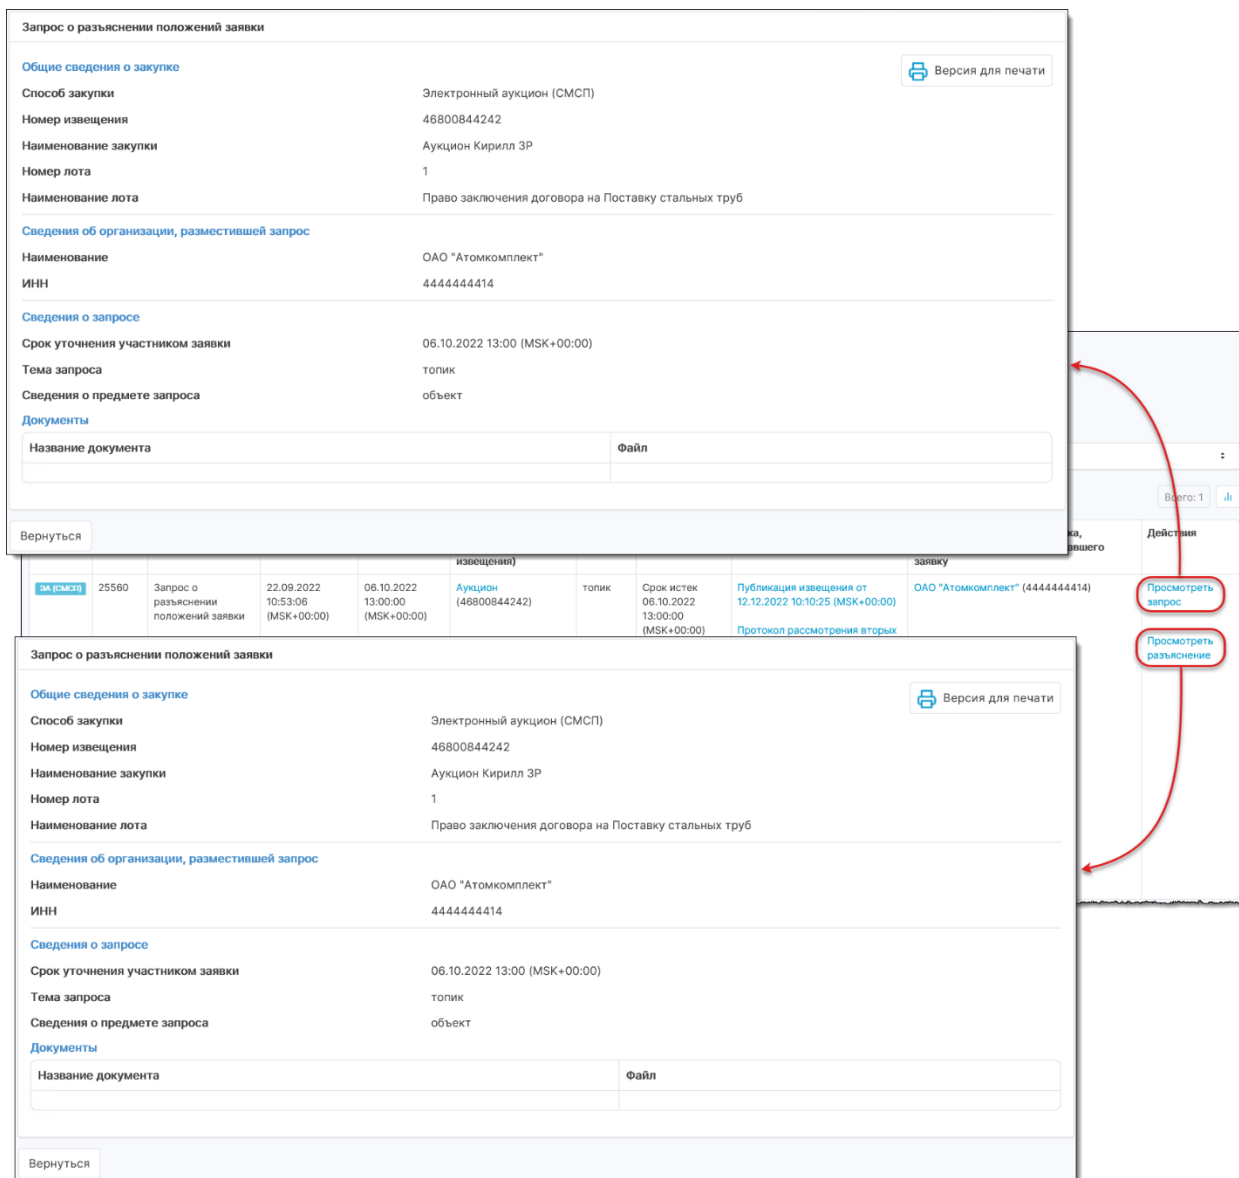 Запрос о разъяснении положений заявки
Общие сведения о закупке
Версия для печати
Способ закупки Электронный аукцион (СМСП)
Номер извещения 46800844242
Наименование закупки Аукцион Кирилл ЗР
Номер лота 1
Наименование лота Право заключения договора на Поставку стальных труб
Сведения об организации, разместившей запрос
Наименование ОАО "Атомкомплект"
ИНН 4444444414
Сведения о запросе
Срок уточнения участником заявки 06.10.2022 13:00 (MSK+00:00)
Тема запроса топик
Сведения о предмете запроса объект
Документы
Название документа Файл
Вернуться
Всего: 1
извещения)
заявку
Действия
ЗА (СМСП)
25560
Запрос о
разъяснении
положений заявки
22.09.2022
10:53:06
(MSK+00:00)
06.10.2022
13:00:00
(MSK+00:00)
Аукцион
(46800844242)
топик
Срок истек
06.10.2022
13:00:00
(MSK+00:00)
Публикация извещения от
12.12.2022 10:10:25 (MSK+00:00)
Протокол рассмотрения вторых
ОАО "Атомкомплект" (4444444414)
Просмотреть
запрос
Просмотреть
разъяснение
Запрос о разъяснении положений заявки
Общие сведения о закупке
Версия для печати
Способ закупки Электронный аукцион (СМСП)
Номер извещения 46800844242
Наименование закупки Аукцион Кирилл ЗР
Номер лота 1
Наименование лота Право заключения договора на Поставку стальных труб
Сведения об организации, разместившей запрос
Наименование ОАО "Атомкомплект"
ИНН 4444444414
Сведения о запросе
Срок уточнения участником заявки 06.10.2022 13:00 (MSK+00:00)
Тема запроса топик
Сведения о предмете запроса объект
Документы
Название документа Файл
Вернуться